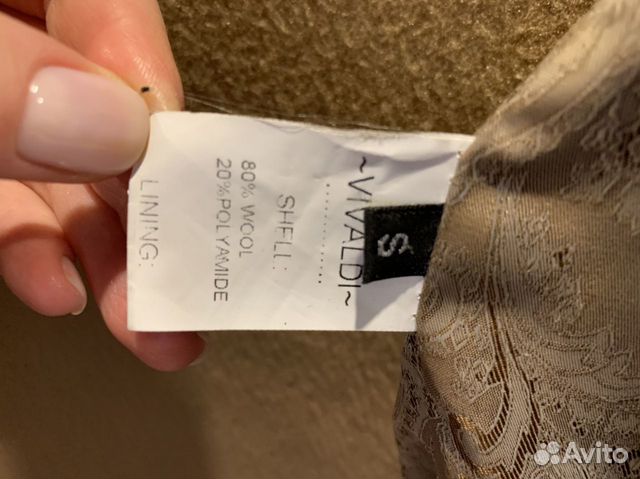 ~VIVALDI~
..............
S
SHELL:
80% WOOL
20%POLYAMIDE
LINING:
Avito